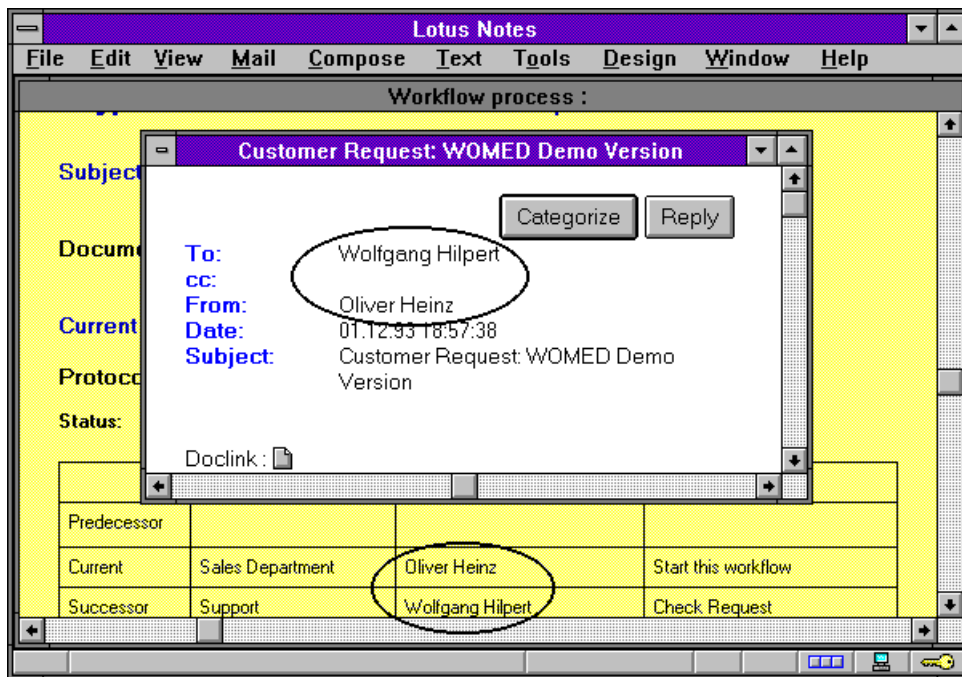 Lotus Notes
File Edit View Mail Compose Text Tools Design Window Help
Workflow process :
Customer Request: WOMED Demo Version
Subject
Categorize Reply
To: Wolfgang Hilpert
cc:
From: Oliver Heinz
Date: 01.12.93 18:57:38
Subject: Customer Request: WOMED Demo
Version
Doclink :
Docume
Current
Protoco
Status:
Predecessor
Current Sales Department Oliver Heinz Start this workflow
Successor Support Wolfgang Hilpert Check Request